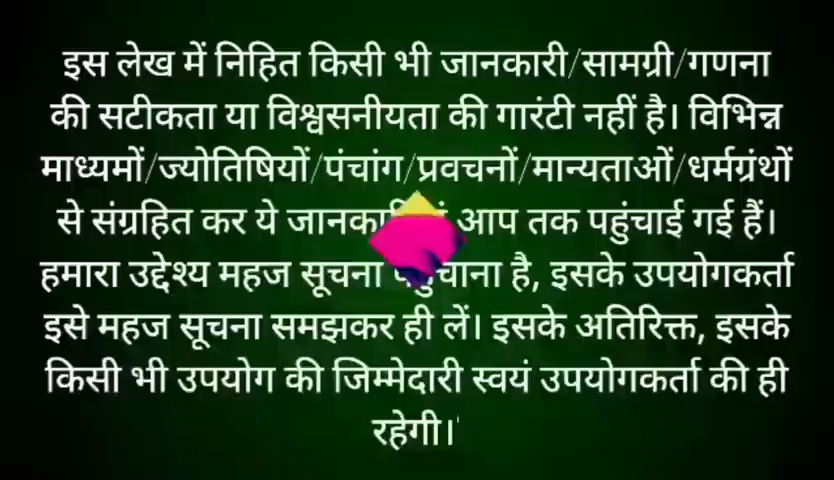 इस लेख में निहित किसी भी जानकारी/सामग्री/गणना
की सटीकता या विश्वसनीयता की गारंटी नहीं है। विभिन्न
माध्यमों/ज्योतिषियों/पंचांग/प्रवचनों/मान्यताओं/धर्मग्रंथों
से संग्रहित कर ये आप तक पहुंचाई गई हैं।
हमारा उद्देश्य महज सूचना है, इसके उपयोगकर्ता
इसे महज सूचना समझकर ही लें। इसके अतिरिक्त, इसके
किसी भी उपयोग की जिम्मेदारी स्वयं उपयोगकर्ता की ही
रहेगी।'